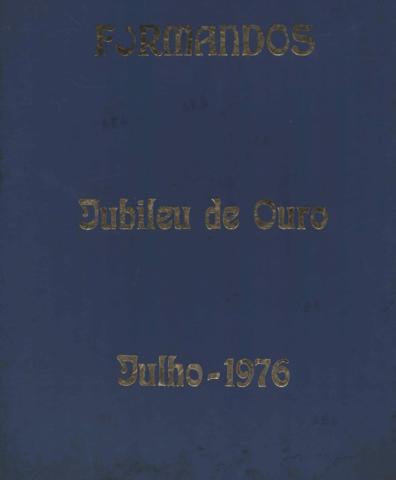 FORMANDOS
Jubileu de Ouro
Julho - 1976